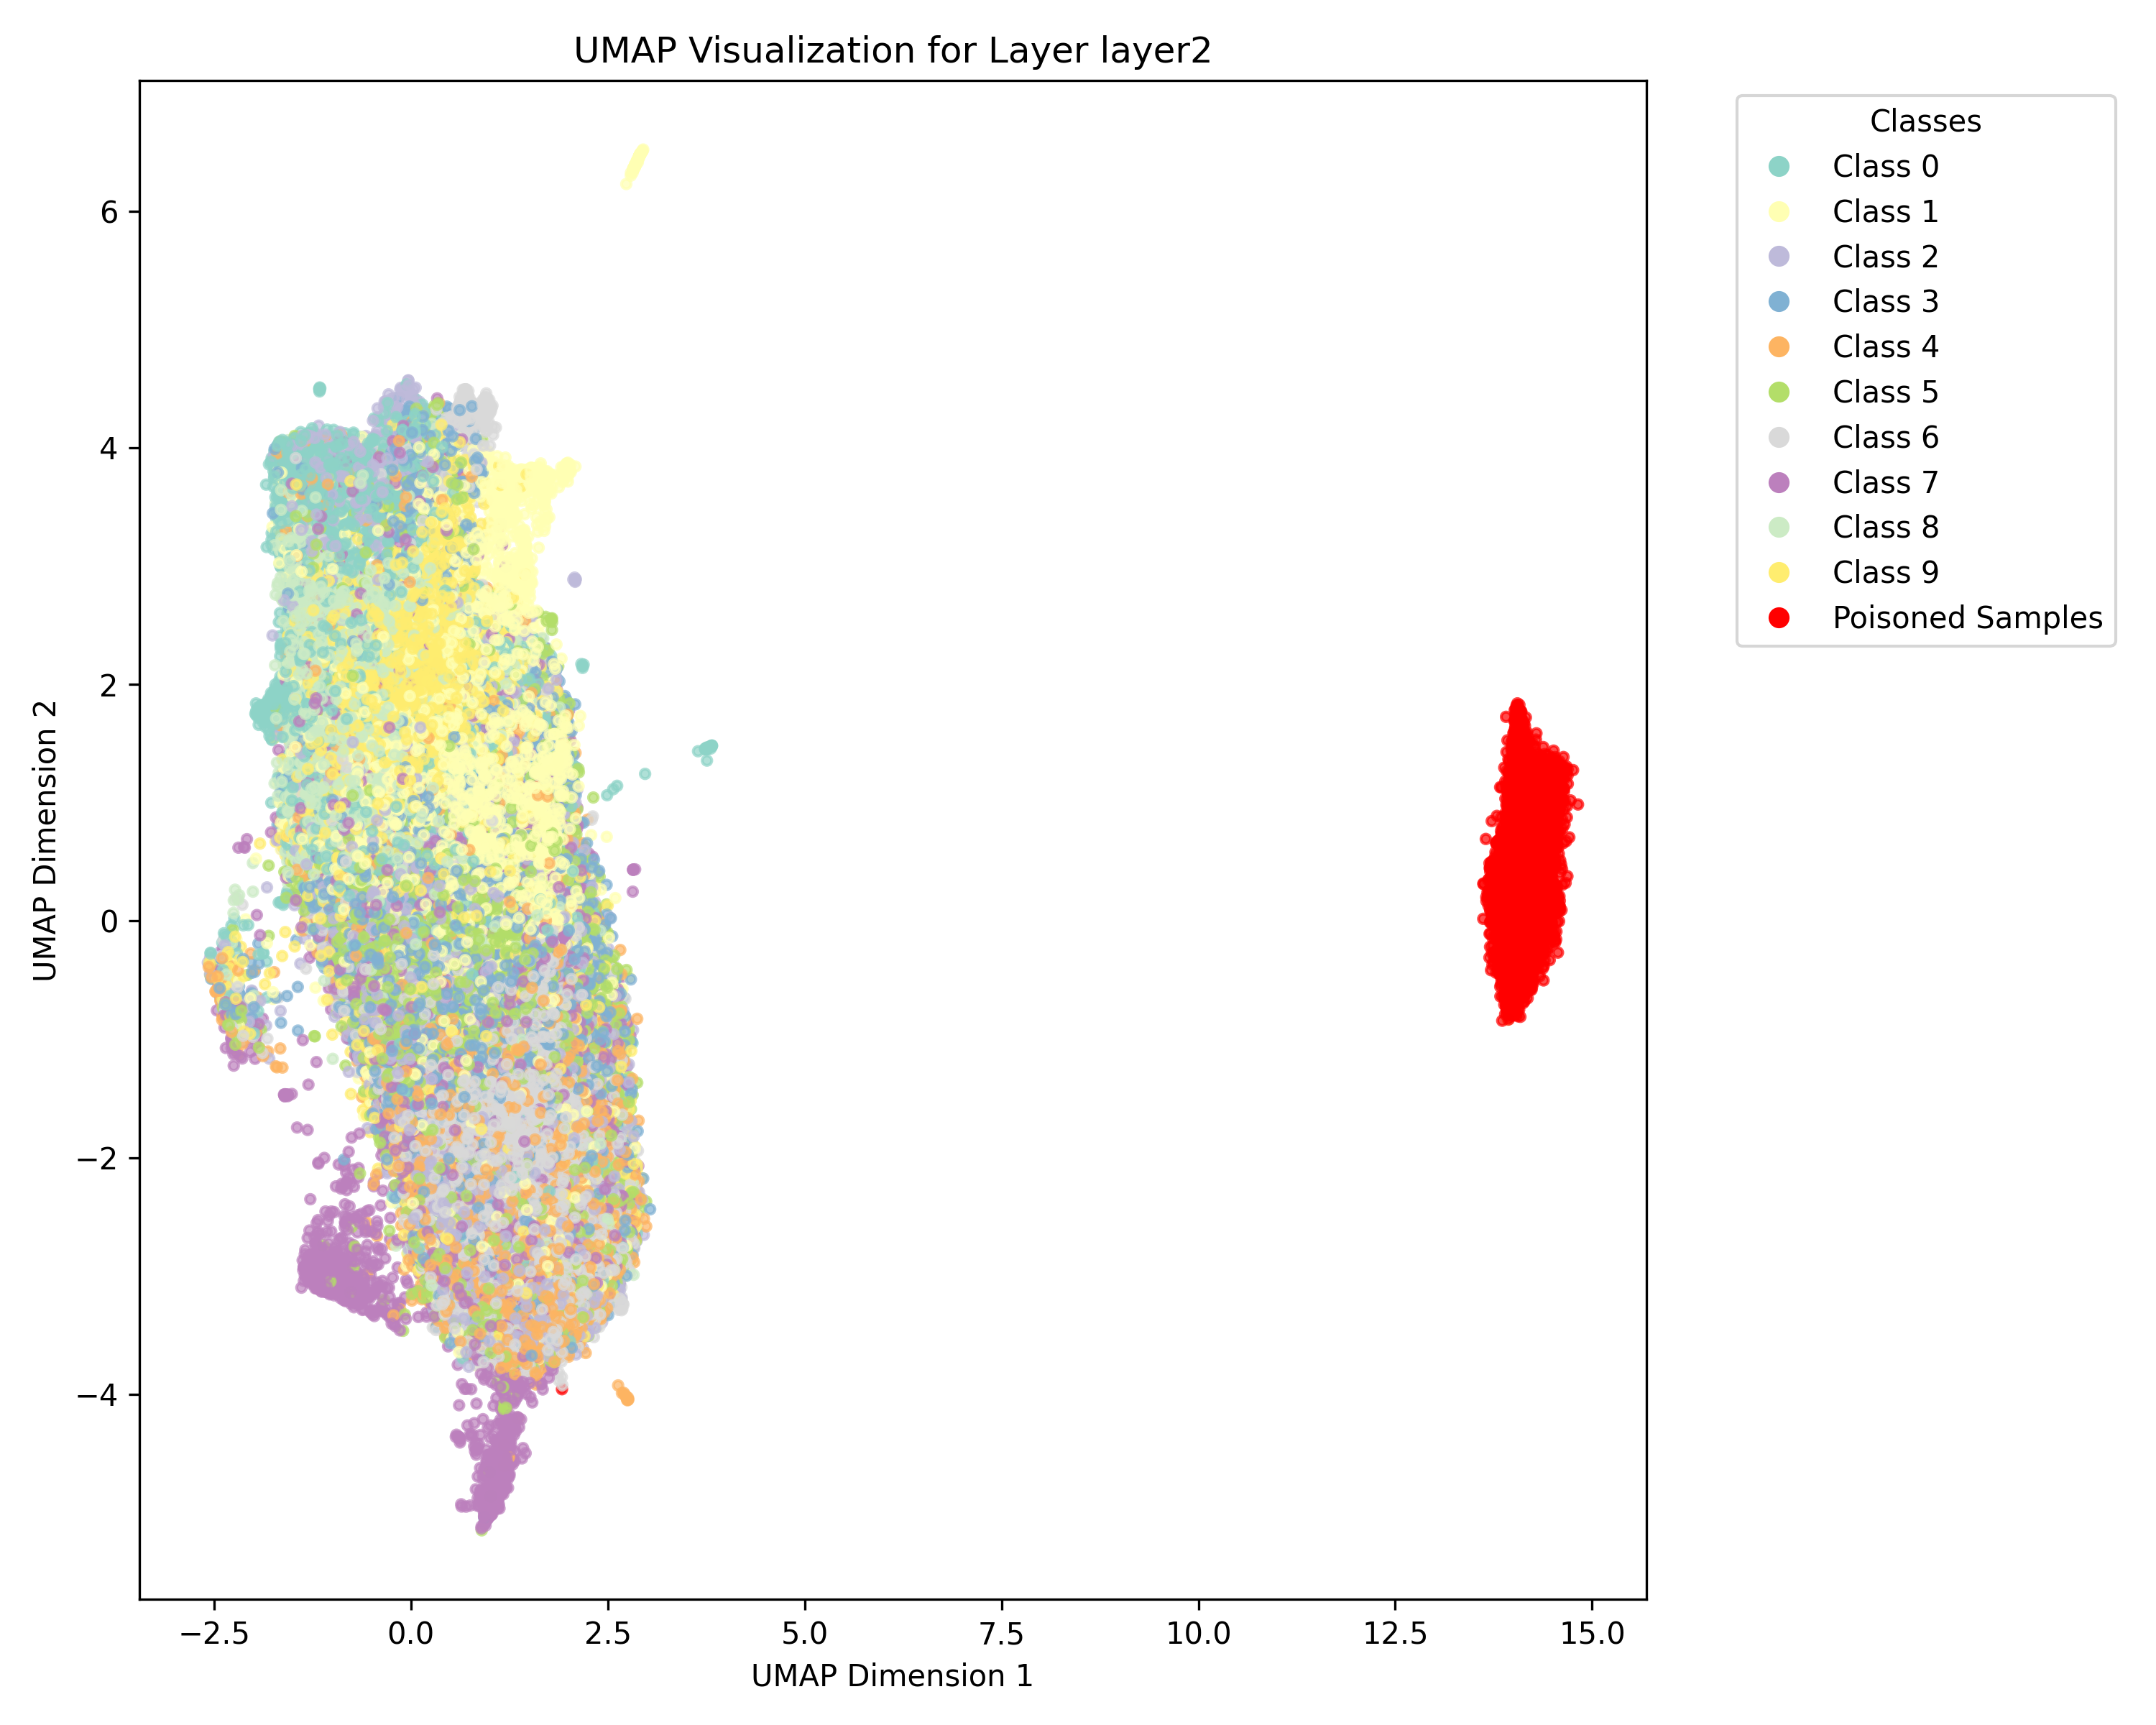 UMAP Visualization for Layer layer2
Classes
Class 0
Class 1
Class 2
Class 3
Class 4
Class 5
Class 6
Class 7
Class 8
Class 9
Poisoned Samples
UMAP Dimension 2
6
4
2
0
−2
−4
−2.5 0.0 2.5 5.0 7.5 10.0 12.5 15.0
UMAP Dimension 1